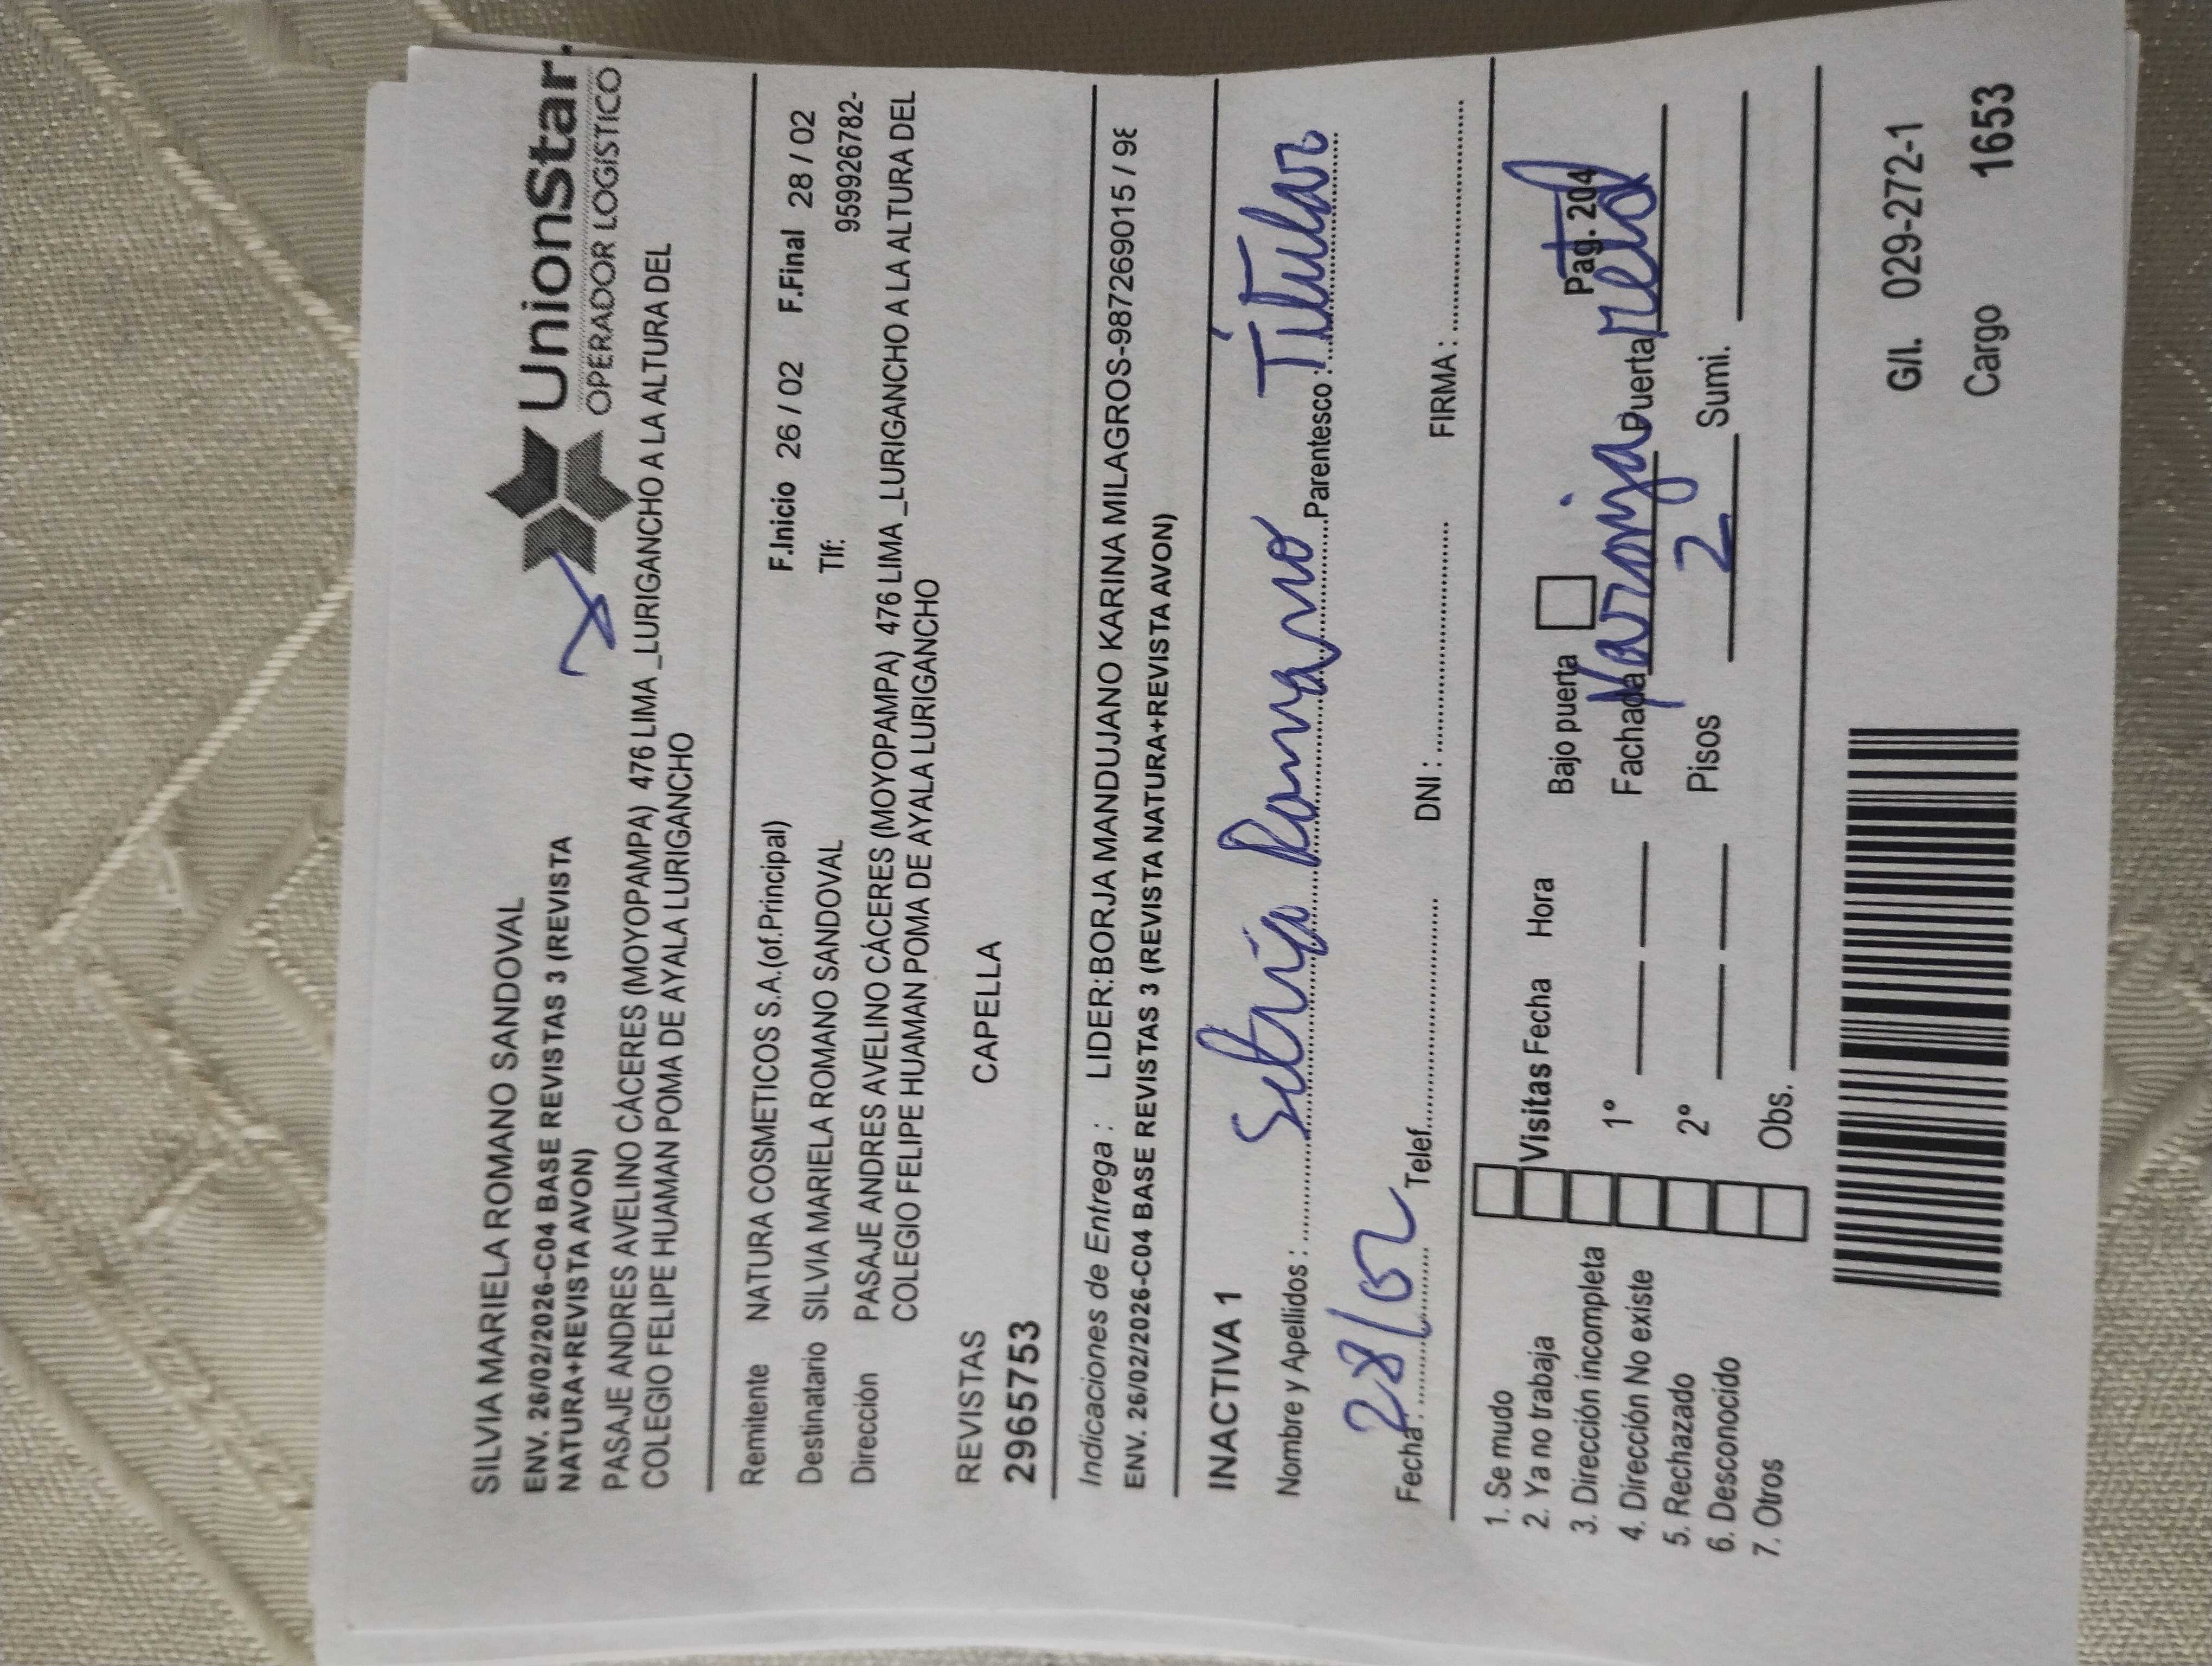 UnionStar.
OPERADOR LOGISTICO
SILVIA MARIELA ROMANO SANDOVAL
ENV. 26/02/2026-C04 BASE REVISTAS 3 (REVISTA
NATURA+REVISTA AVON)
PASAJE ANDRES AVELINO CÁCERES (MOYOPAMPA) 476 LIMA _LURIGANCHO A LA ALTURA DEL
COLEGIO FELIPE HUAMAN POMA DE AYALA LURIGANCHO
Remitente NATURA COSMETICOS S.A.(of.Principal) F.Inicio 26 / 02 F.Final 28 / 02
Destinatario SILVIA MARIELA ROMANO SANDOVAL Tlf: 959926782-
Dirección PASAJE ANDRES AVELINO CÁCERES (MOYOPAMPA) 476 LIMA _LURIGANCHO A LA ALTURA DEL
COLEGIO FELIPE HUAMAN POMA DE AYALA LURIGANCHO
REVISTAS CAPELLA
2965753
Indicaciones de Entrega : LIDER:BORJA MANDUJANO KARINA MILAGROS-987269015 / 98
ENV. 26/02/2026-C04 BASE REVISTAS 3 (REVISTA NATURA+REVISTA AVON)
INACTIVA 1
Nombre y Apellidos : Silvia Romano Parentesco : Titular
Fecha : 28/02 Telef. DNI : FIRMA :
1. Se mudo
2. Ya no trabaja
3. Dirección incompleta
4. Dirección No existe
5. Rechazado
6. Desconocido
7. Otros
Visitas Fecha Hora Bajo puerta Pag. 204
1° Fachada Naranja Puerta
2° Pisos 2 Sumi.
Obs.
G/l. 029-272-1
Cargo 1653